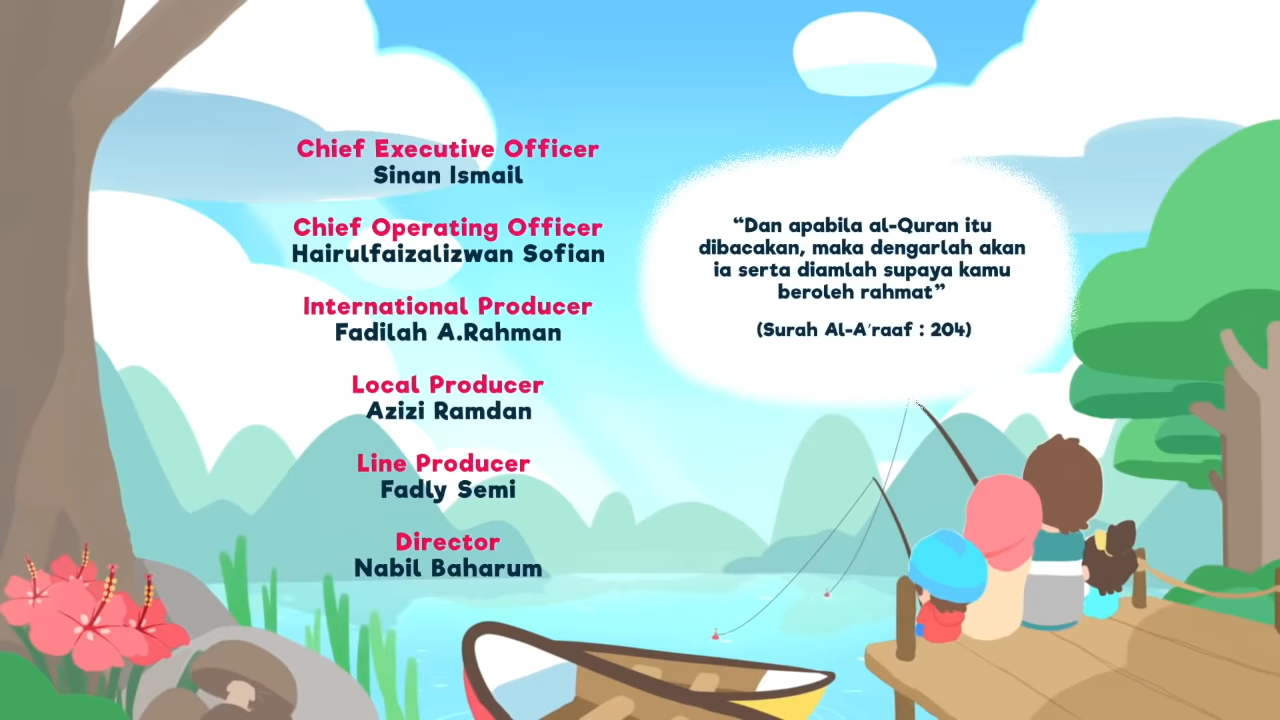 Chief Executive Officer
Sinan Ismail
Chief Operating Officer
Hairulfaizalizwan Sofian
International Producer
Fadilah A.Rahman
Local Producer
Azizi Ramdan
Line Producer
Fadly Semi
Director
Nabil Baharum
“Dan apabila al-Quran itu
dibacakan, maka dengarlah akan
ia serta diamlah supaya kamu
beroleh rahmat”
(Surah Al-A'raaf : 204)